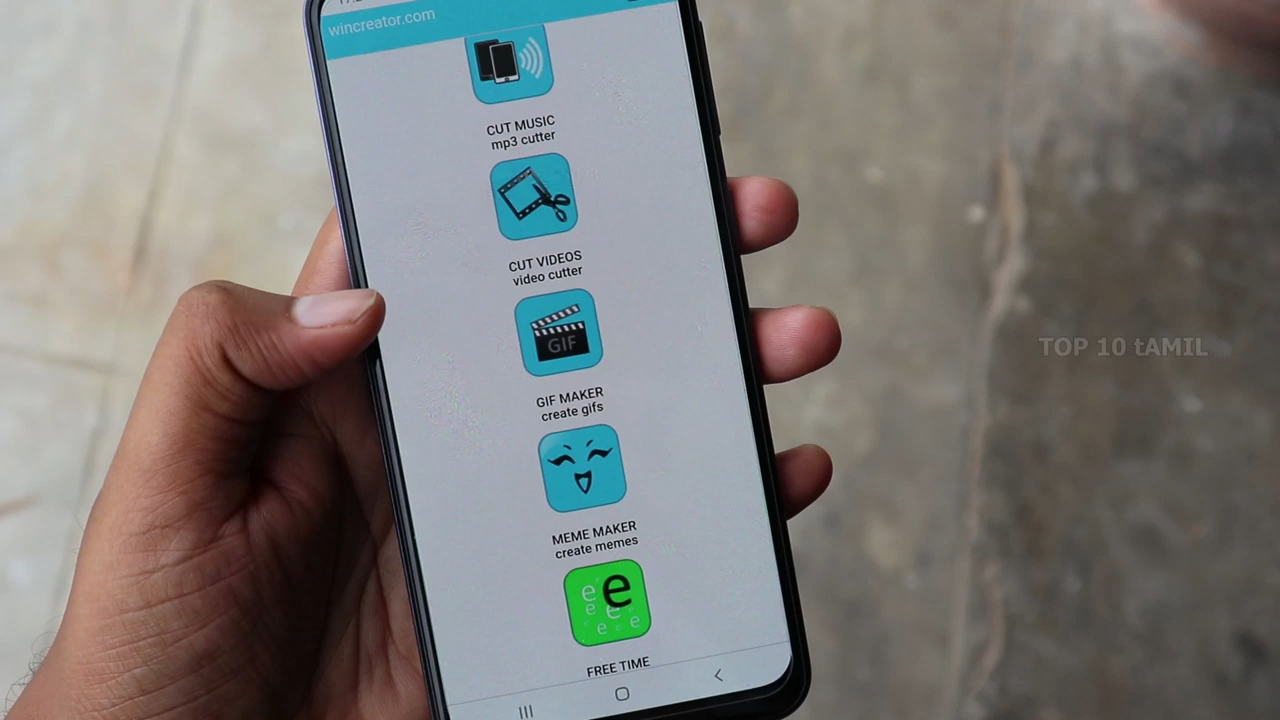 wincreator.com
CUT MUSIC
mp3 cutter
CUT VIDEOS
video cutter
GIF
GIF MAKER
create gifs
MEME MAKER
create memes
e
FREE TIME
TOP 10 tAMIL